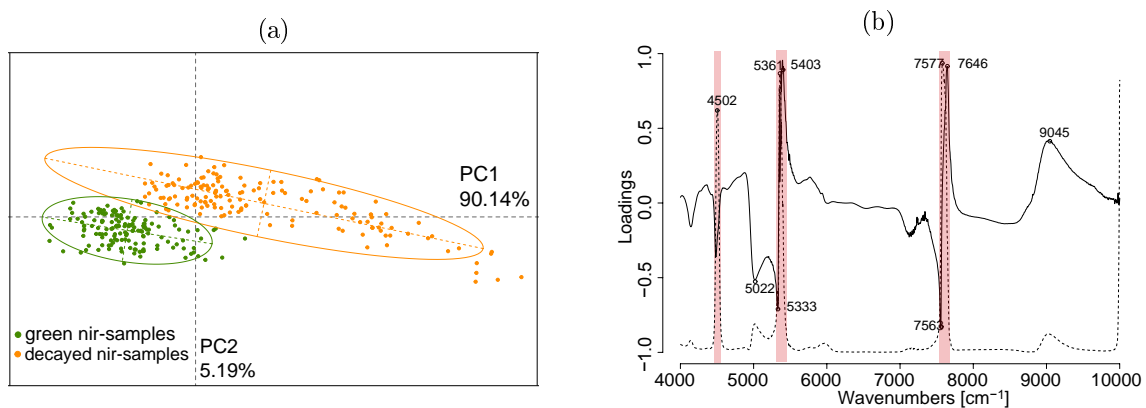 (a)
PC1
90.14%
green nir-samples
decayed nir-samples
PC2
5.19%
(b)
Loadings
1.0
0.5
0.0
−0.5
−1.0
4502
5361
5403
7577
7646
9045
5022
5333
7563
4000
5000
6000
7000
8000
9000
10000
Wavenumbers [cm⁻¹]